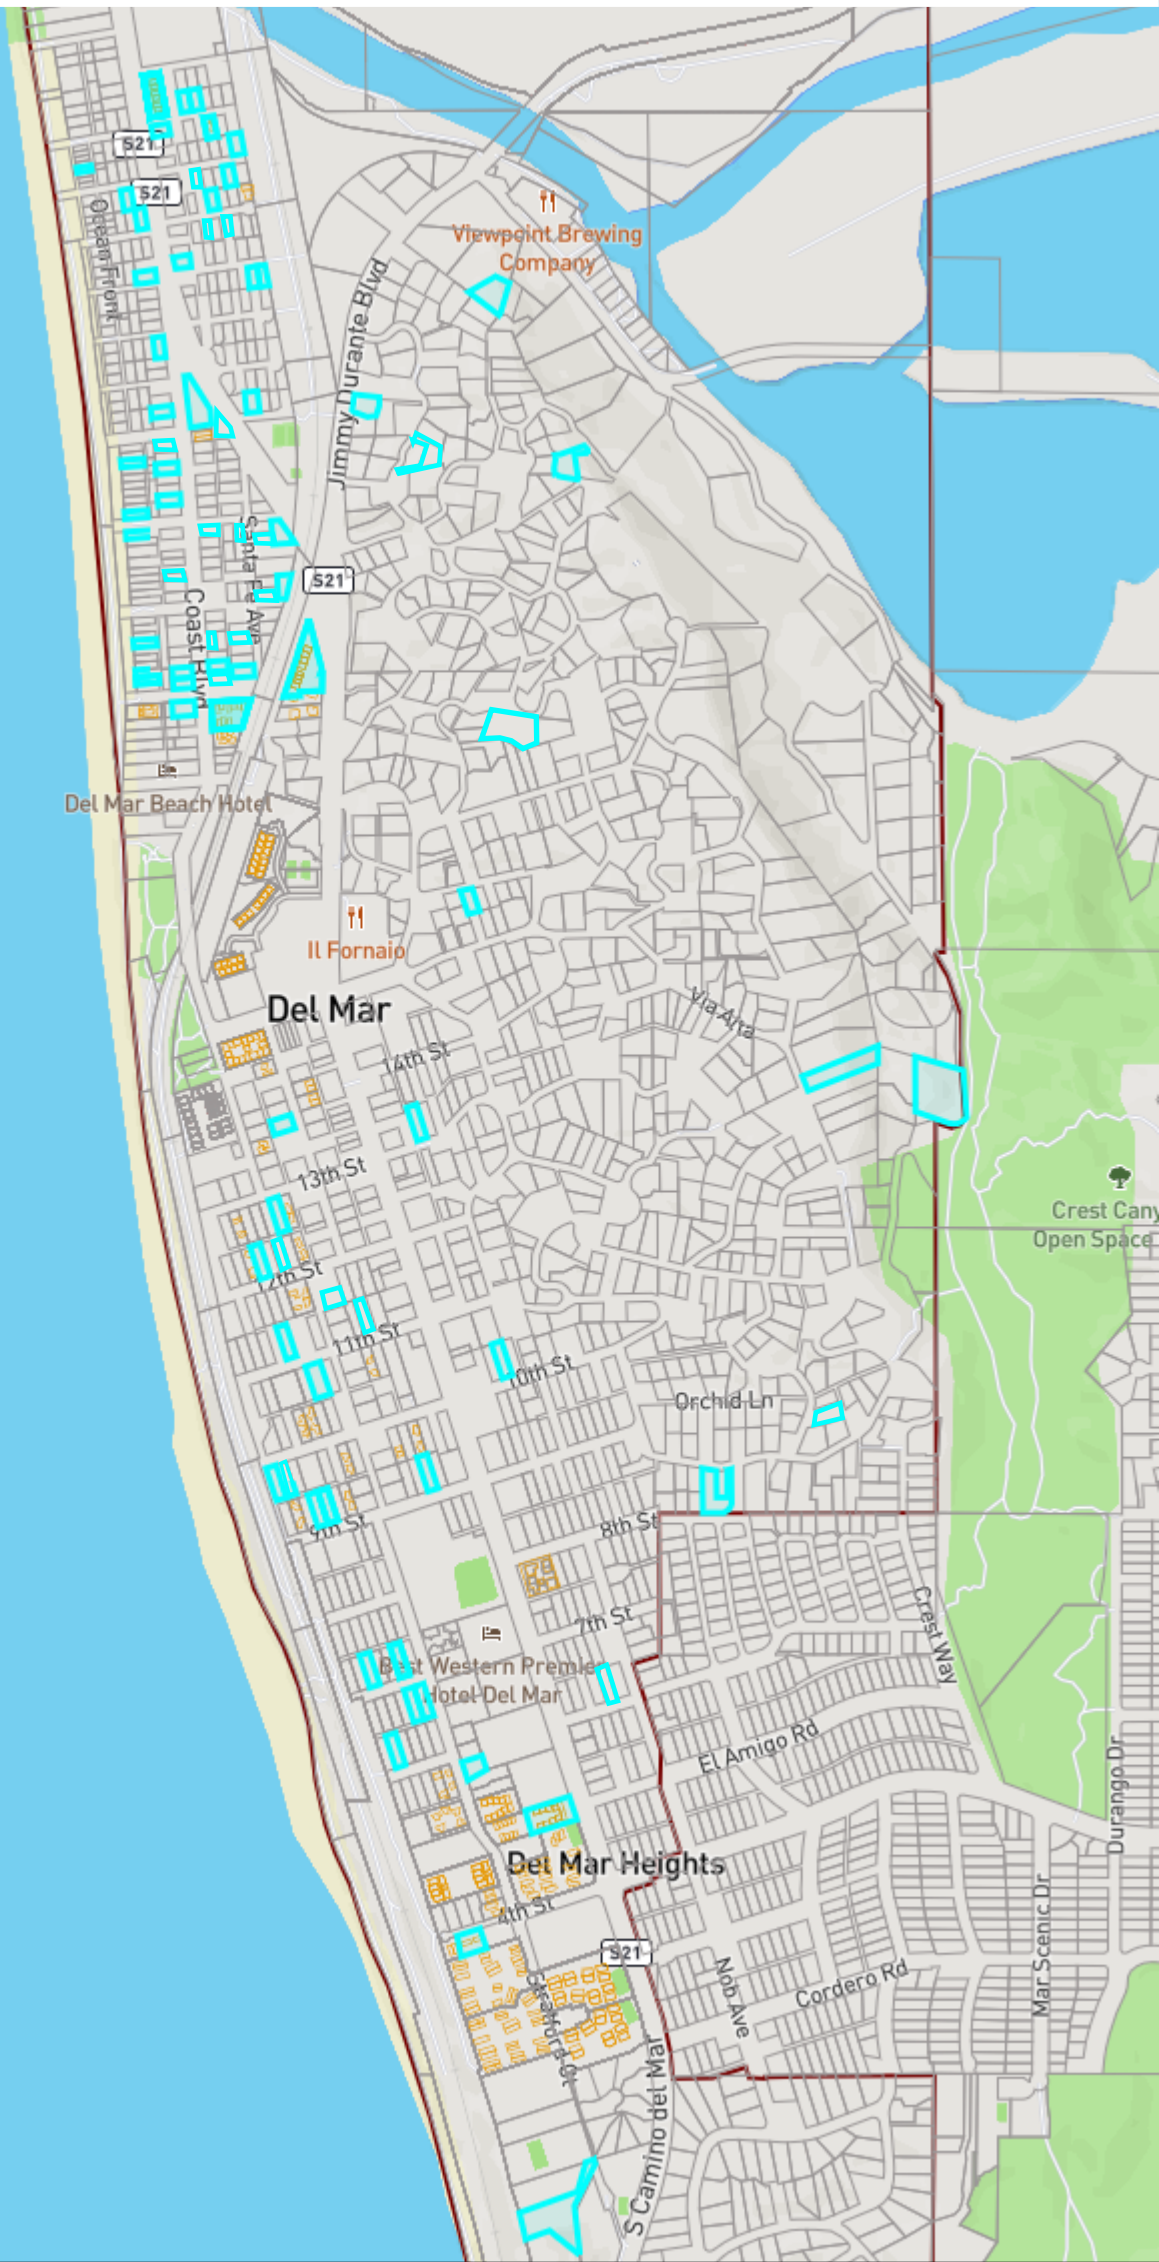 S21
S21
Ocean Front
Viewpoint Brewing
Company
Jimmy Durante Blvd
Santa Fe Ave
S21
Coast Blvd
Del Mar Beach Hotel
Il Fornaio
Del Mar
Via Alta
14th St
13th St
Crest Cany
Open Space
12th St
11th St
10th St
Orchid Ln
9th St
8th St
7th St
Crest Way
Best Western Premier
Hotel Del Mar
El Amigo Rd
Durango Dr
Del Mar Heights
4th St
S21
Mar Scenic Dr
Nob Ave
Cordero Rd
Stratford Ct
S Camino del Mar